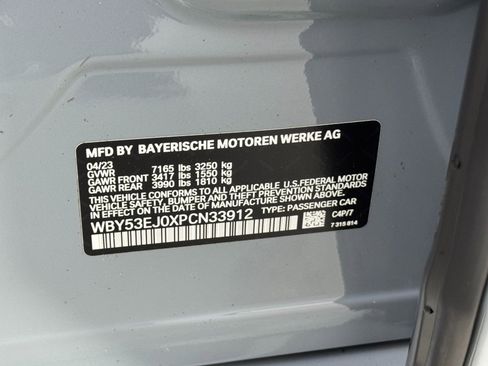 MFD BY BAYERISCHE MOTOREN WERKE AG
04/23
GVWR 7165 lbs 3250 kg
GAWR FRONT 3417 lbs 1550 kg
GAWR REAR 3990 lbs 1810 kg
THIS VEHICLE CONFORMS TO ALL APPLICABLE U.S. FEDERAL MOTOR
VEHICLE SAFETY, BUMPER AND THEFT PREVENTION STANDARDS IN
EFFECT ON THE DATE OF MANUFACTURE SHOWN ABOVE.
WBY53EJ0XPCN33912 TYPE: PASSENGER CAR
C4P/7
7 315 614